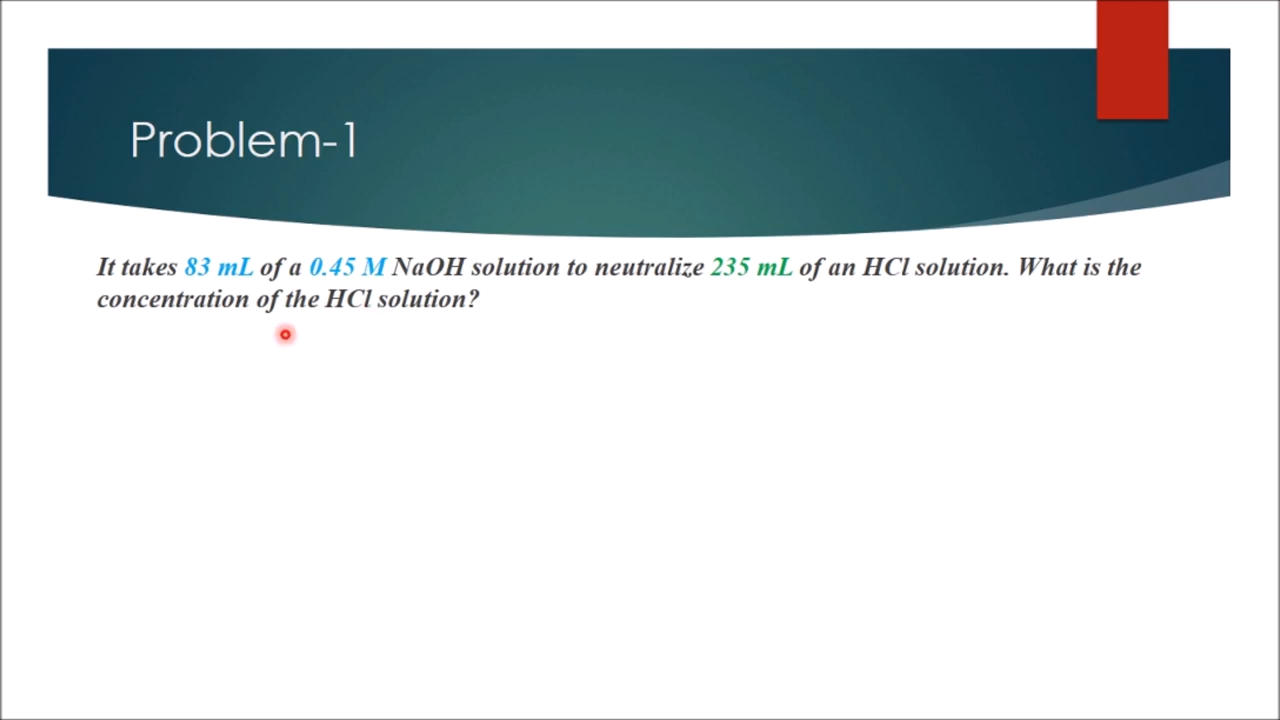 Problem-1
It takes 83 mL of a 0.45 M NaOH solution to neutralize 235 mL of an HCl solution. What is the
concentration of the HCl solution?